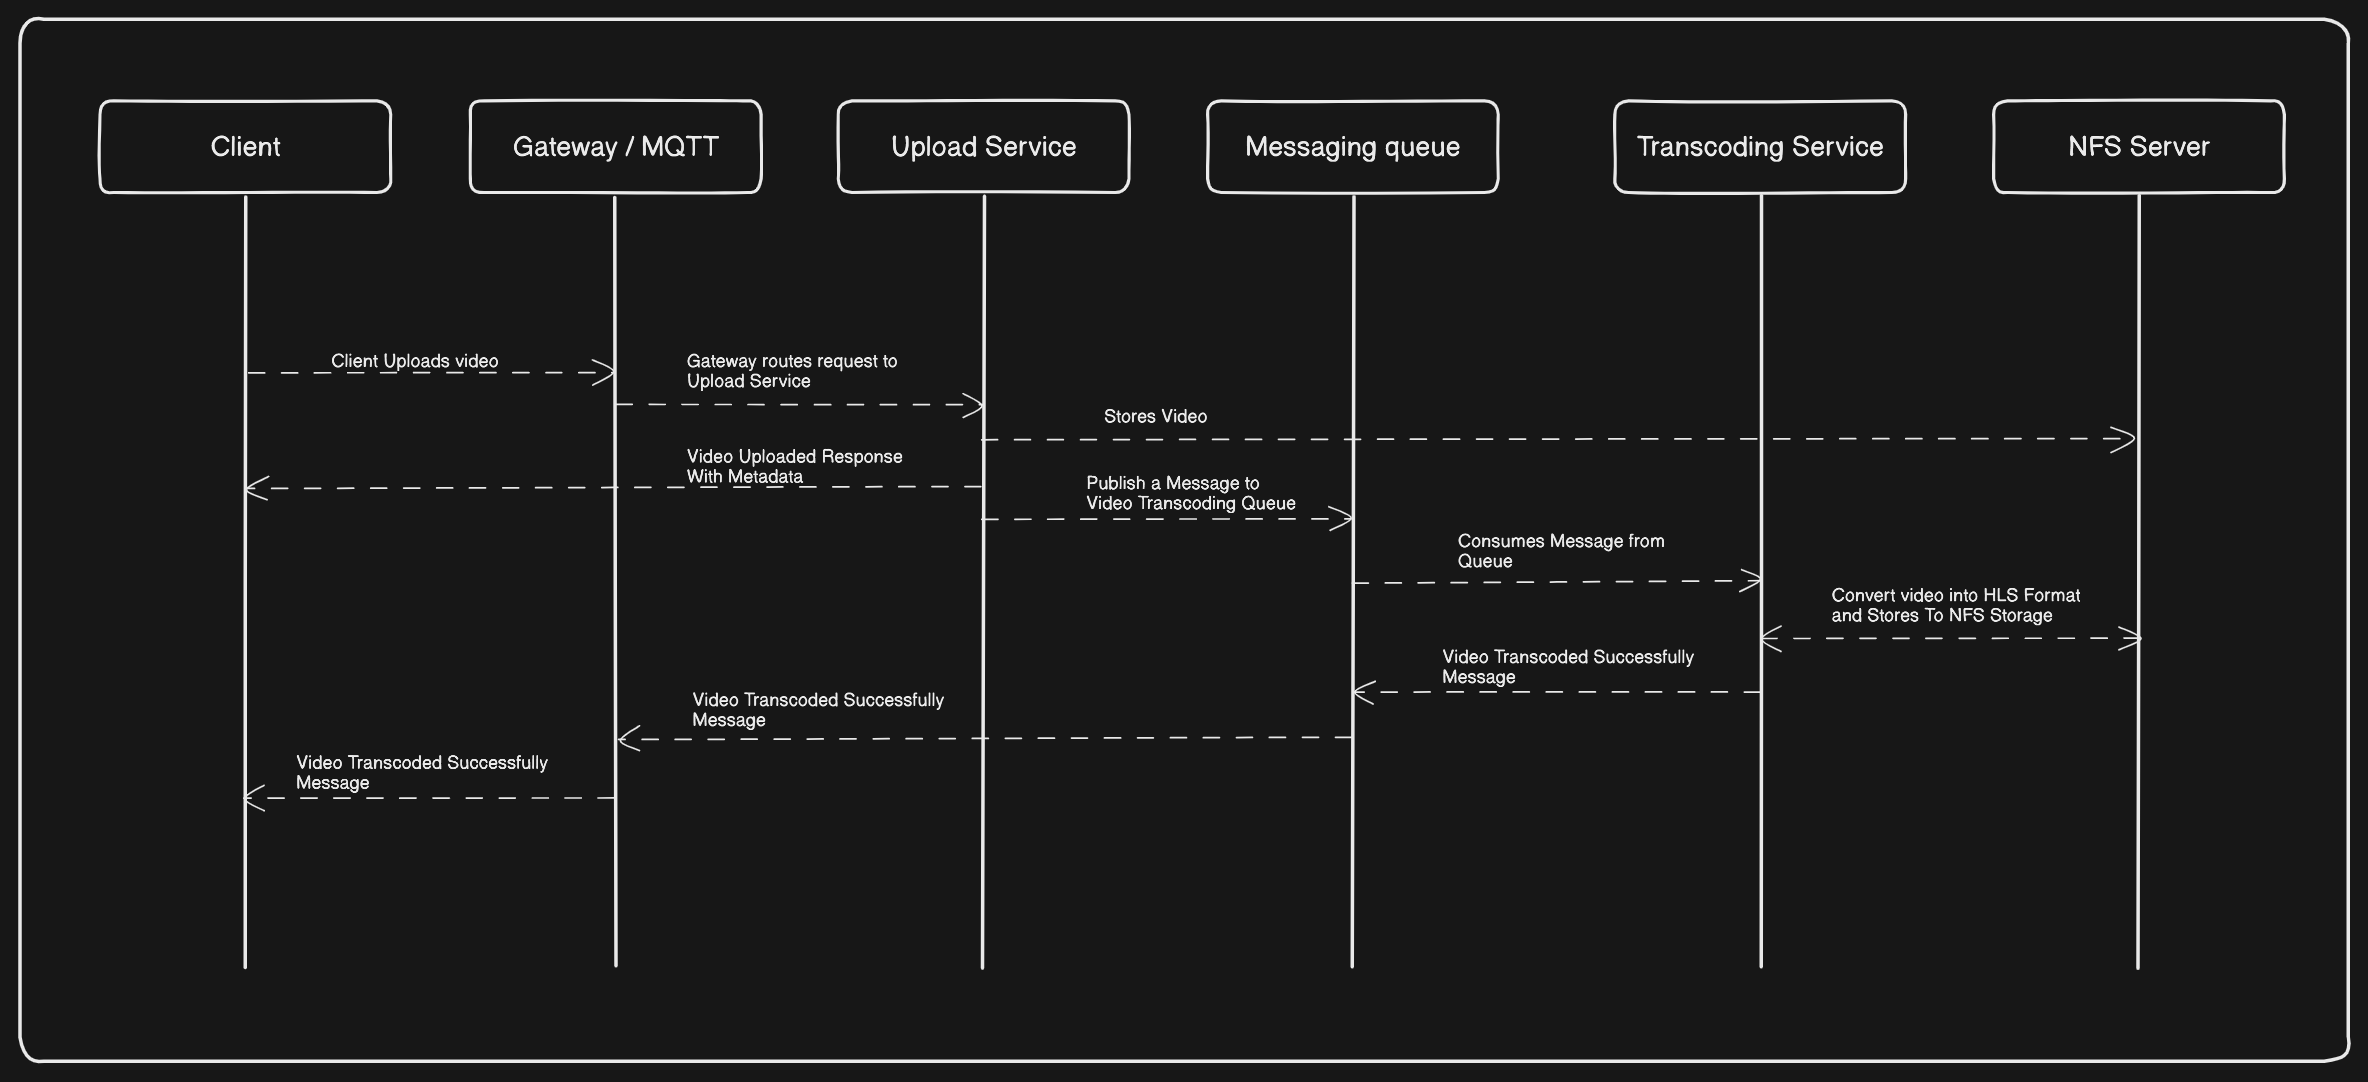 Client
Gateway / MQTT
Upload Service
Messaging queue
Transcoding Service
NFS Server
Client Uploads video
Gateway routes request to
Upload Service
Stores Video
Video Uploaded Response
With Metadata
Publish a Message to
Video Transcoding Queue
Consumes Message from
Queue
Convert video into HLS Format
and Stores To NFS Storage
Video Transcoded Successfully
Message
Video Transcoded Successfully
Message
Video Transcoded Successfully
Message